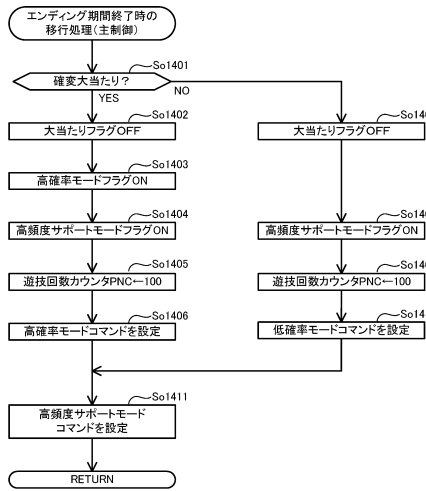 エンディング期間終了時の
移行処理(主制御)
So1401
確変大当たり?
YES
NO
So1402
大当たりフラグOFF
So1403
高確率モードフラグON
So1404
高頻度サポートモードフラグON
So1405
遊技回数カウンタPNC←100
So1406
高確率モードコマンドを設定
大当たりフラグOFF
高頻度サポートモードフラグON
遊技回数カウンタPNC←100
低確率モードコマンドを設定
So1411
高頻度サポートモード
コマンドを設定
RETURN